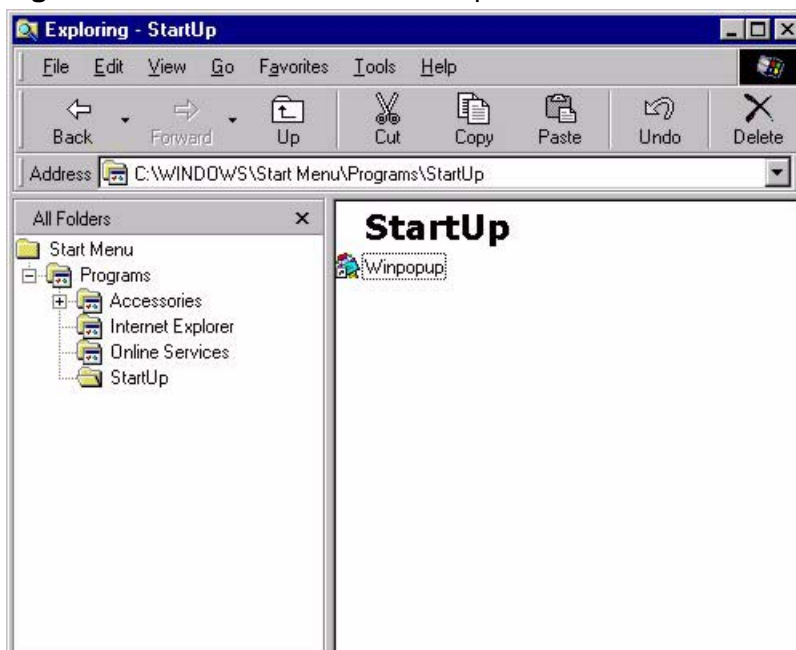 Exploring - StartUp
File Edit View Go Favorites Tools Help
Back Forward Up Cut Copy Paste Undo Delete
Address C:\WINDOWS\Start Menu\Programs\StartUp
All Folders
Start Menu
Programs
Accessories
Internet Explorer
Online Services
StartUp
StartUp
Winpopup